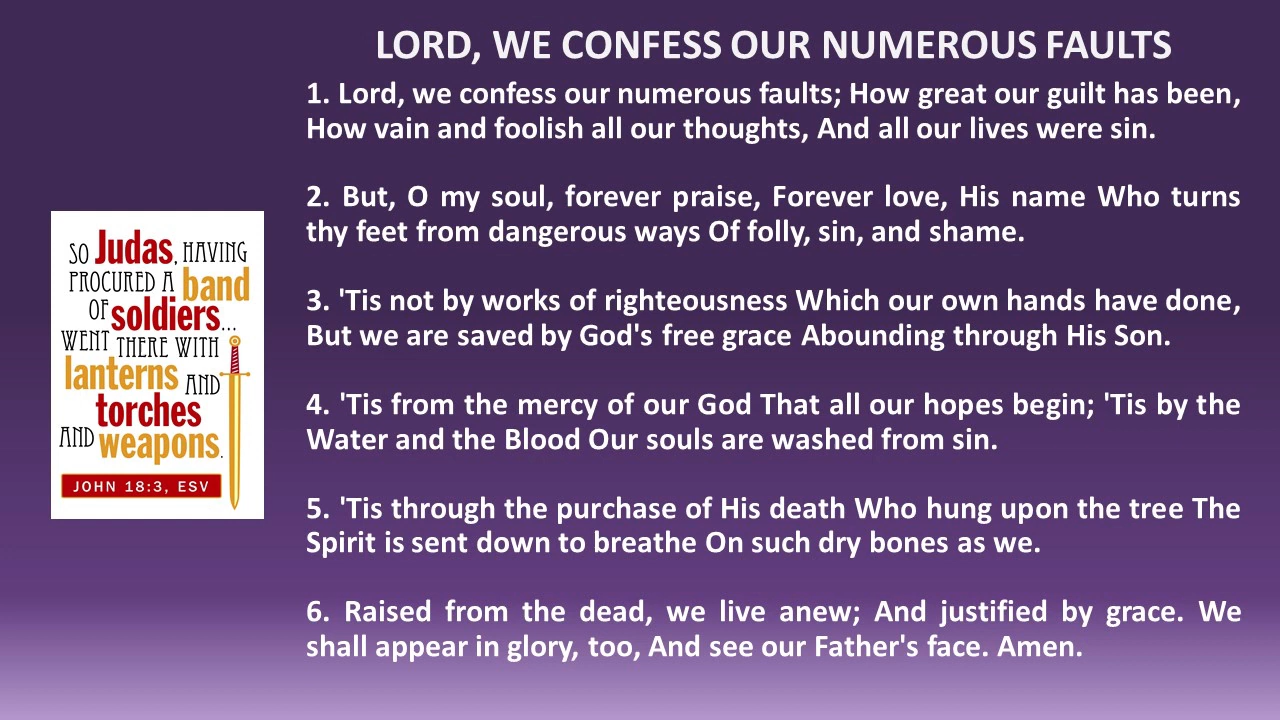 LORD, WE CONFESS OUR NUMEROUS FAULTS
1. Lord, we confess our numerous faults; How great our guilt has been,
How vain and foolish all our thoughts, And all our lives were sin.
2. But, O my soul, forever praise, Forever love, His name Who turns
thy feet from dangerous ways Of folly, sin, and shame.
3. 'Tis not by works of righteousness Which our own hands have done,
But we are saved by God's free grace Abounding through His Son.
4. 'Tis from the mercy of our God That all our hopes begin; 'Tis by the
Water and the Blood Our souls are washed from sin.
5. 'Tis through the purchase of His death Who hung upon the tree The
Spirit is sent down to breathe On such dry bones as we.
6. Raised from the dead, we live anew; And justified by grace. We
shall appear in glory, too, And see our Father's face. Amen.
SO Judas, HAVING
PROCURED A band
OF soldiers...
WENT THERE WITH
lanterns AND
torches
AND weapons.
JOHN 18:3, ESV